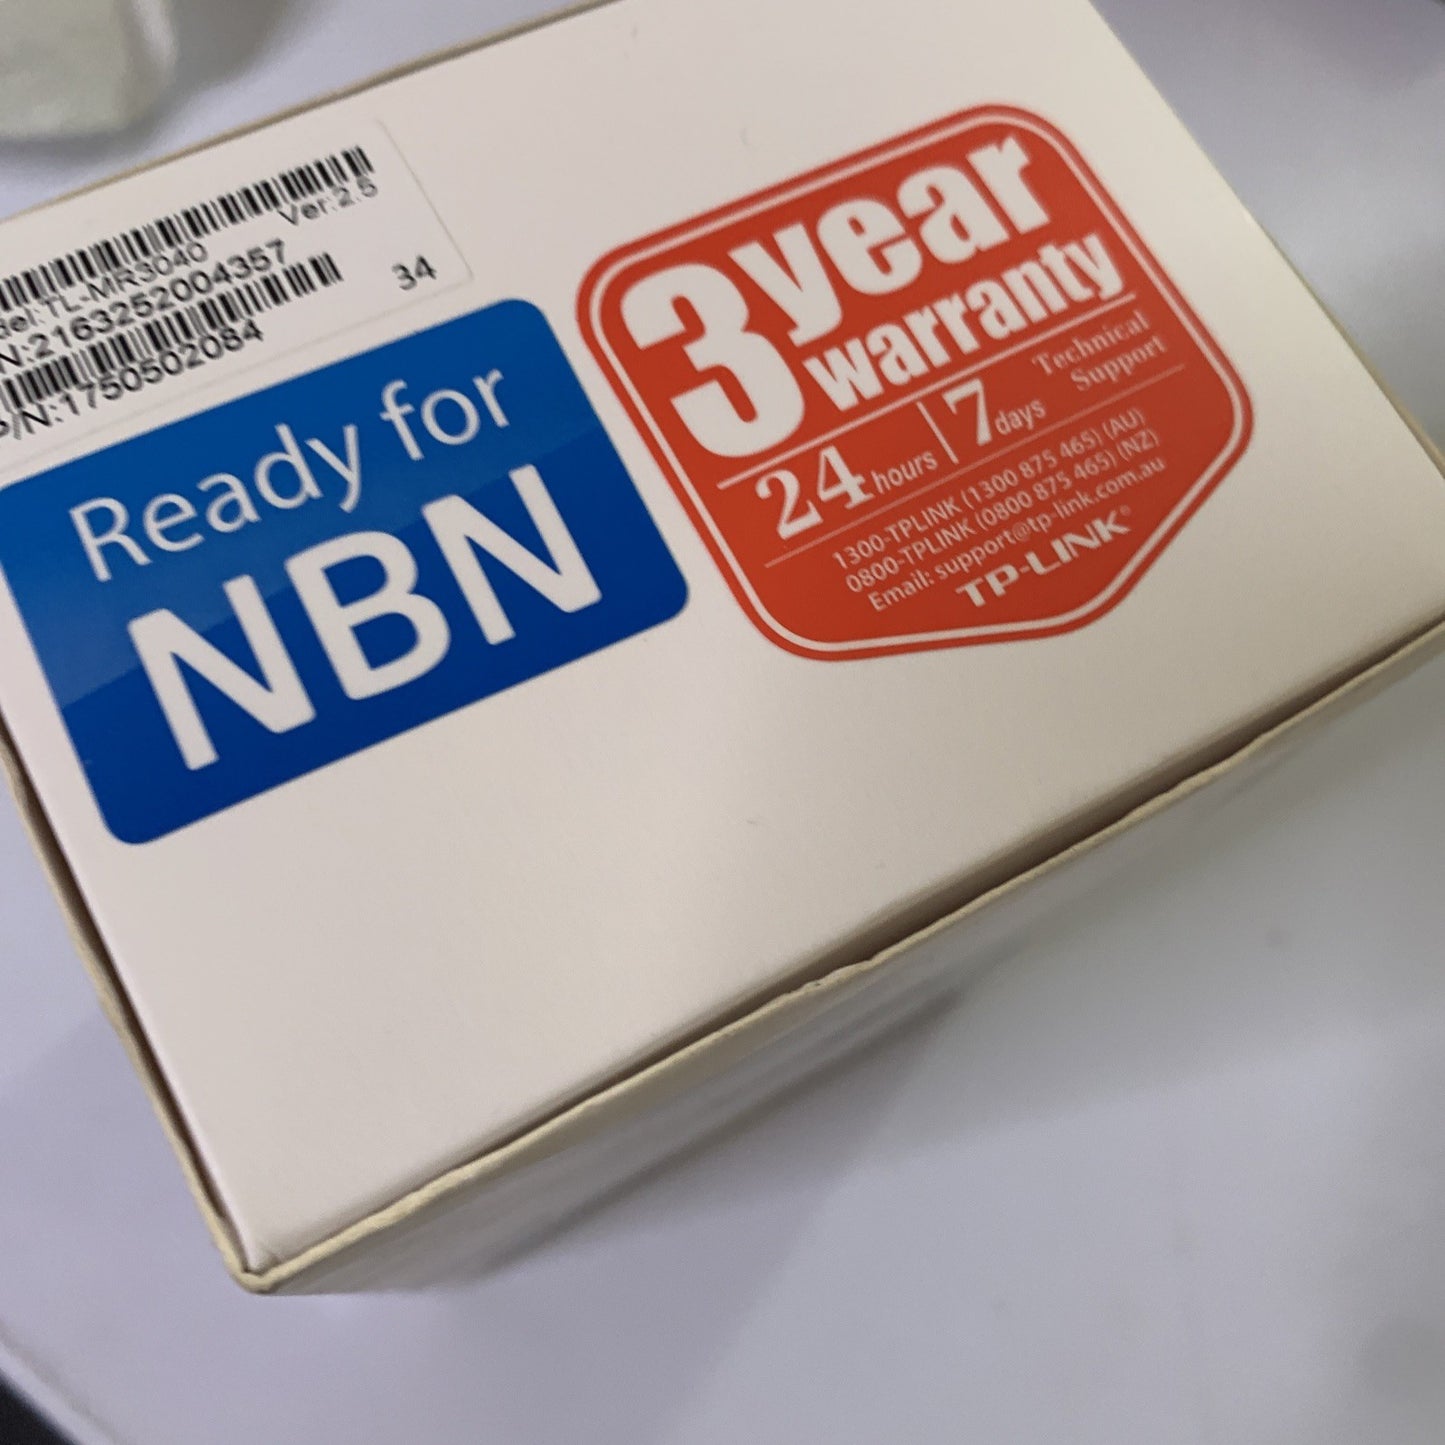 Ver:2.5
del:TL-MR3040
N:2163252004357
34
P/N:1750502084
Ready for
NBN
3 year
warranty
24 hours 7 days Technical
Support
1300-TPLINK (1300 875 465) (AU)
0800-TPLINK (0800 875 465) (NZ)
Email: support@tp-link.com.au
TP-LINK®